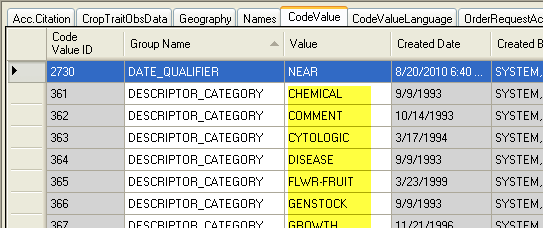 Acc.Citation CropTraitObsData Geography Names CodeValue CodeValueLanguage OrderRequestAc
Code Value ID Group Name Value Created Date Created B
2730 DATE_QUALIFIER NEAR 8/20/2010 6:40 ... SYSTEM,
361 DESCRIPTOR_CATEGORY CHEMICAL 9/9/1993 SYSTEM,
362 DESCRIPTOR_CATEGORY COMMENT 10/14/1993 SYSTEM,
363 DESCRIPTOR_CATEGORY CYTOLOGIC 3/17/1994 SYSTEM,
364 DESCRIPTOR_CATEGORY DISEASE 9/9/1993 SYSTEM,
365 DESCRIPTOR_CATEGORY FLWR-FRUIT 3/23/1999 SYSTEM,
366 DESCRIPTOR_CATEGORY GENSTOCK 9/9/1993 SYSTEM,
367 DESCRIPTOR_CATEGORY GROWTH 11/21/1996 SYSTEM,